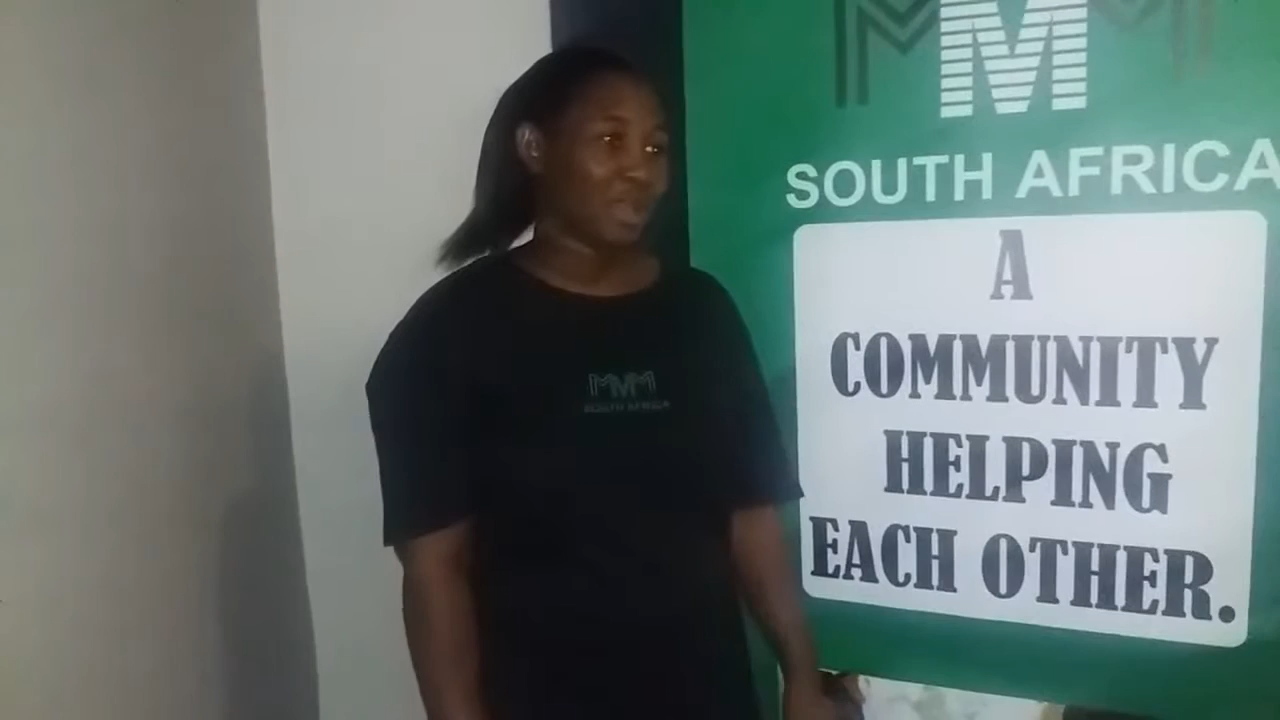 MMM
SOUTH AFRICA
A
COMMUNITY
HELPING
EACH OTHER.
MMM
SOUTH AFRICA